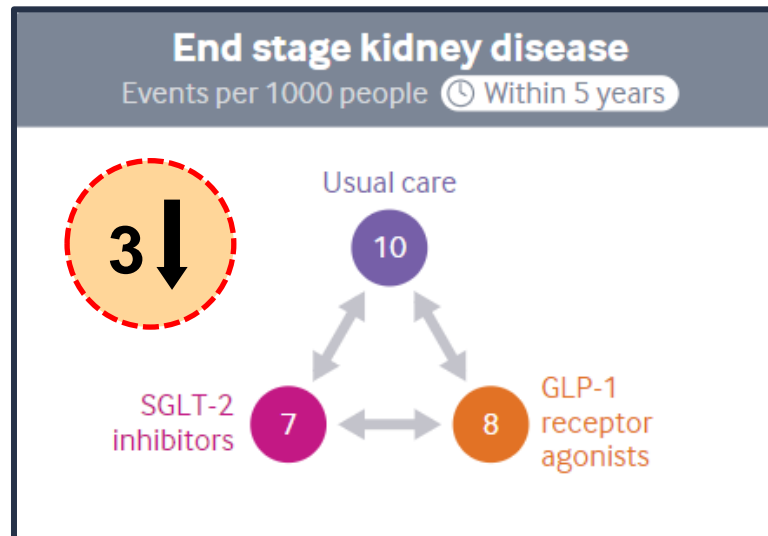 End stage kidney disease
Events per 1000 people Within 5 years
3
Usual care
10
SGLT-2
inhibitors
7
8
GLP-1
receptor
agonists